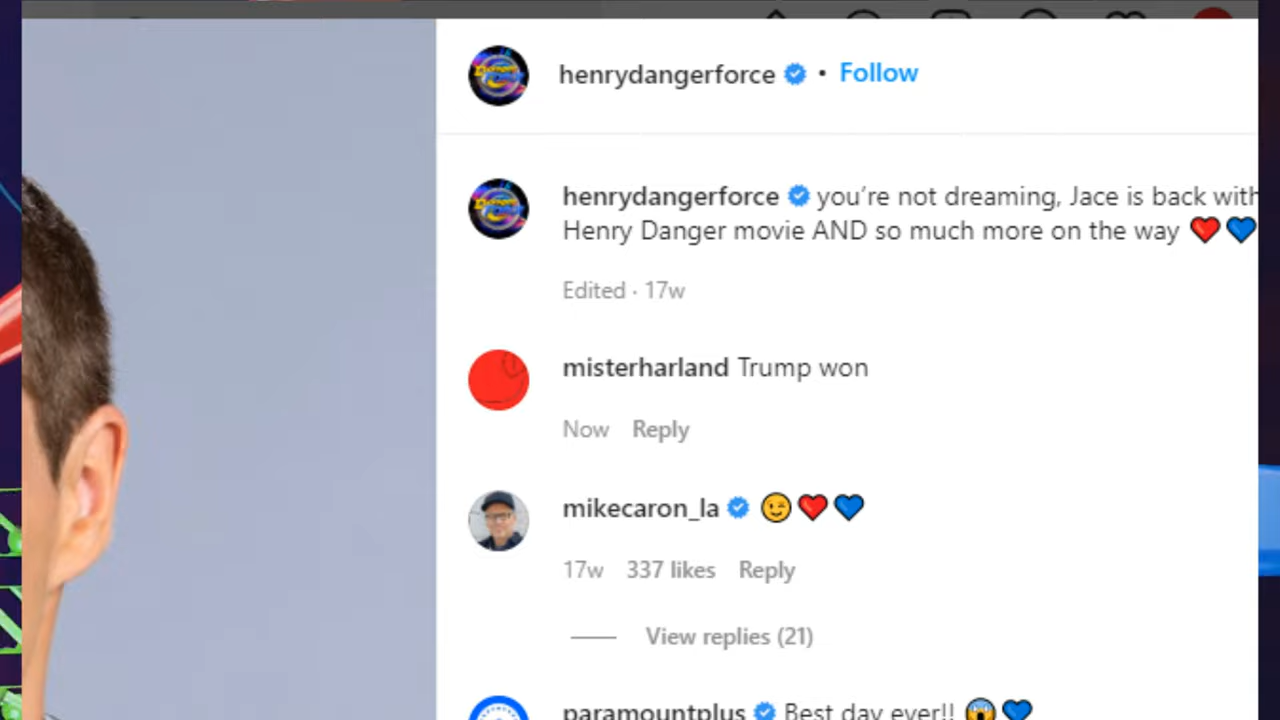 henrydangerforce • Follow
henrydangerforce you're not dreaming, Jace is back with
Henry Danger movie AND so much more on the way ❤️💙
Edited · 17w
misterharland Trump won
Now Reply
mikecaron_la 😉❤️💙
17w 337 likes Reply
View replies (21)
paramountplus Best day ever!! 😱💙